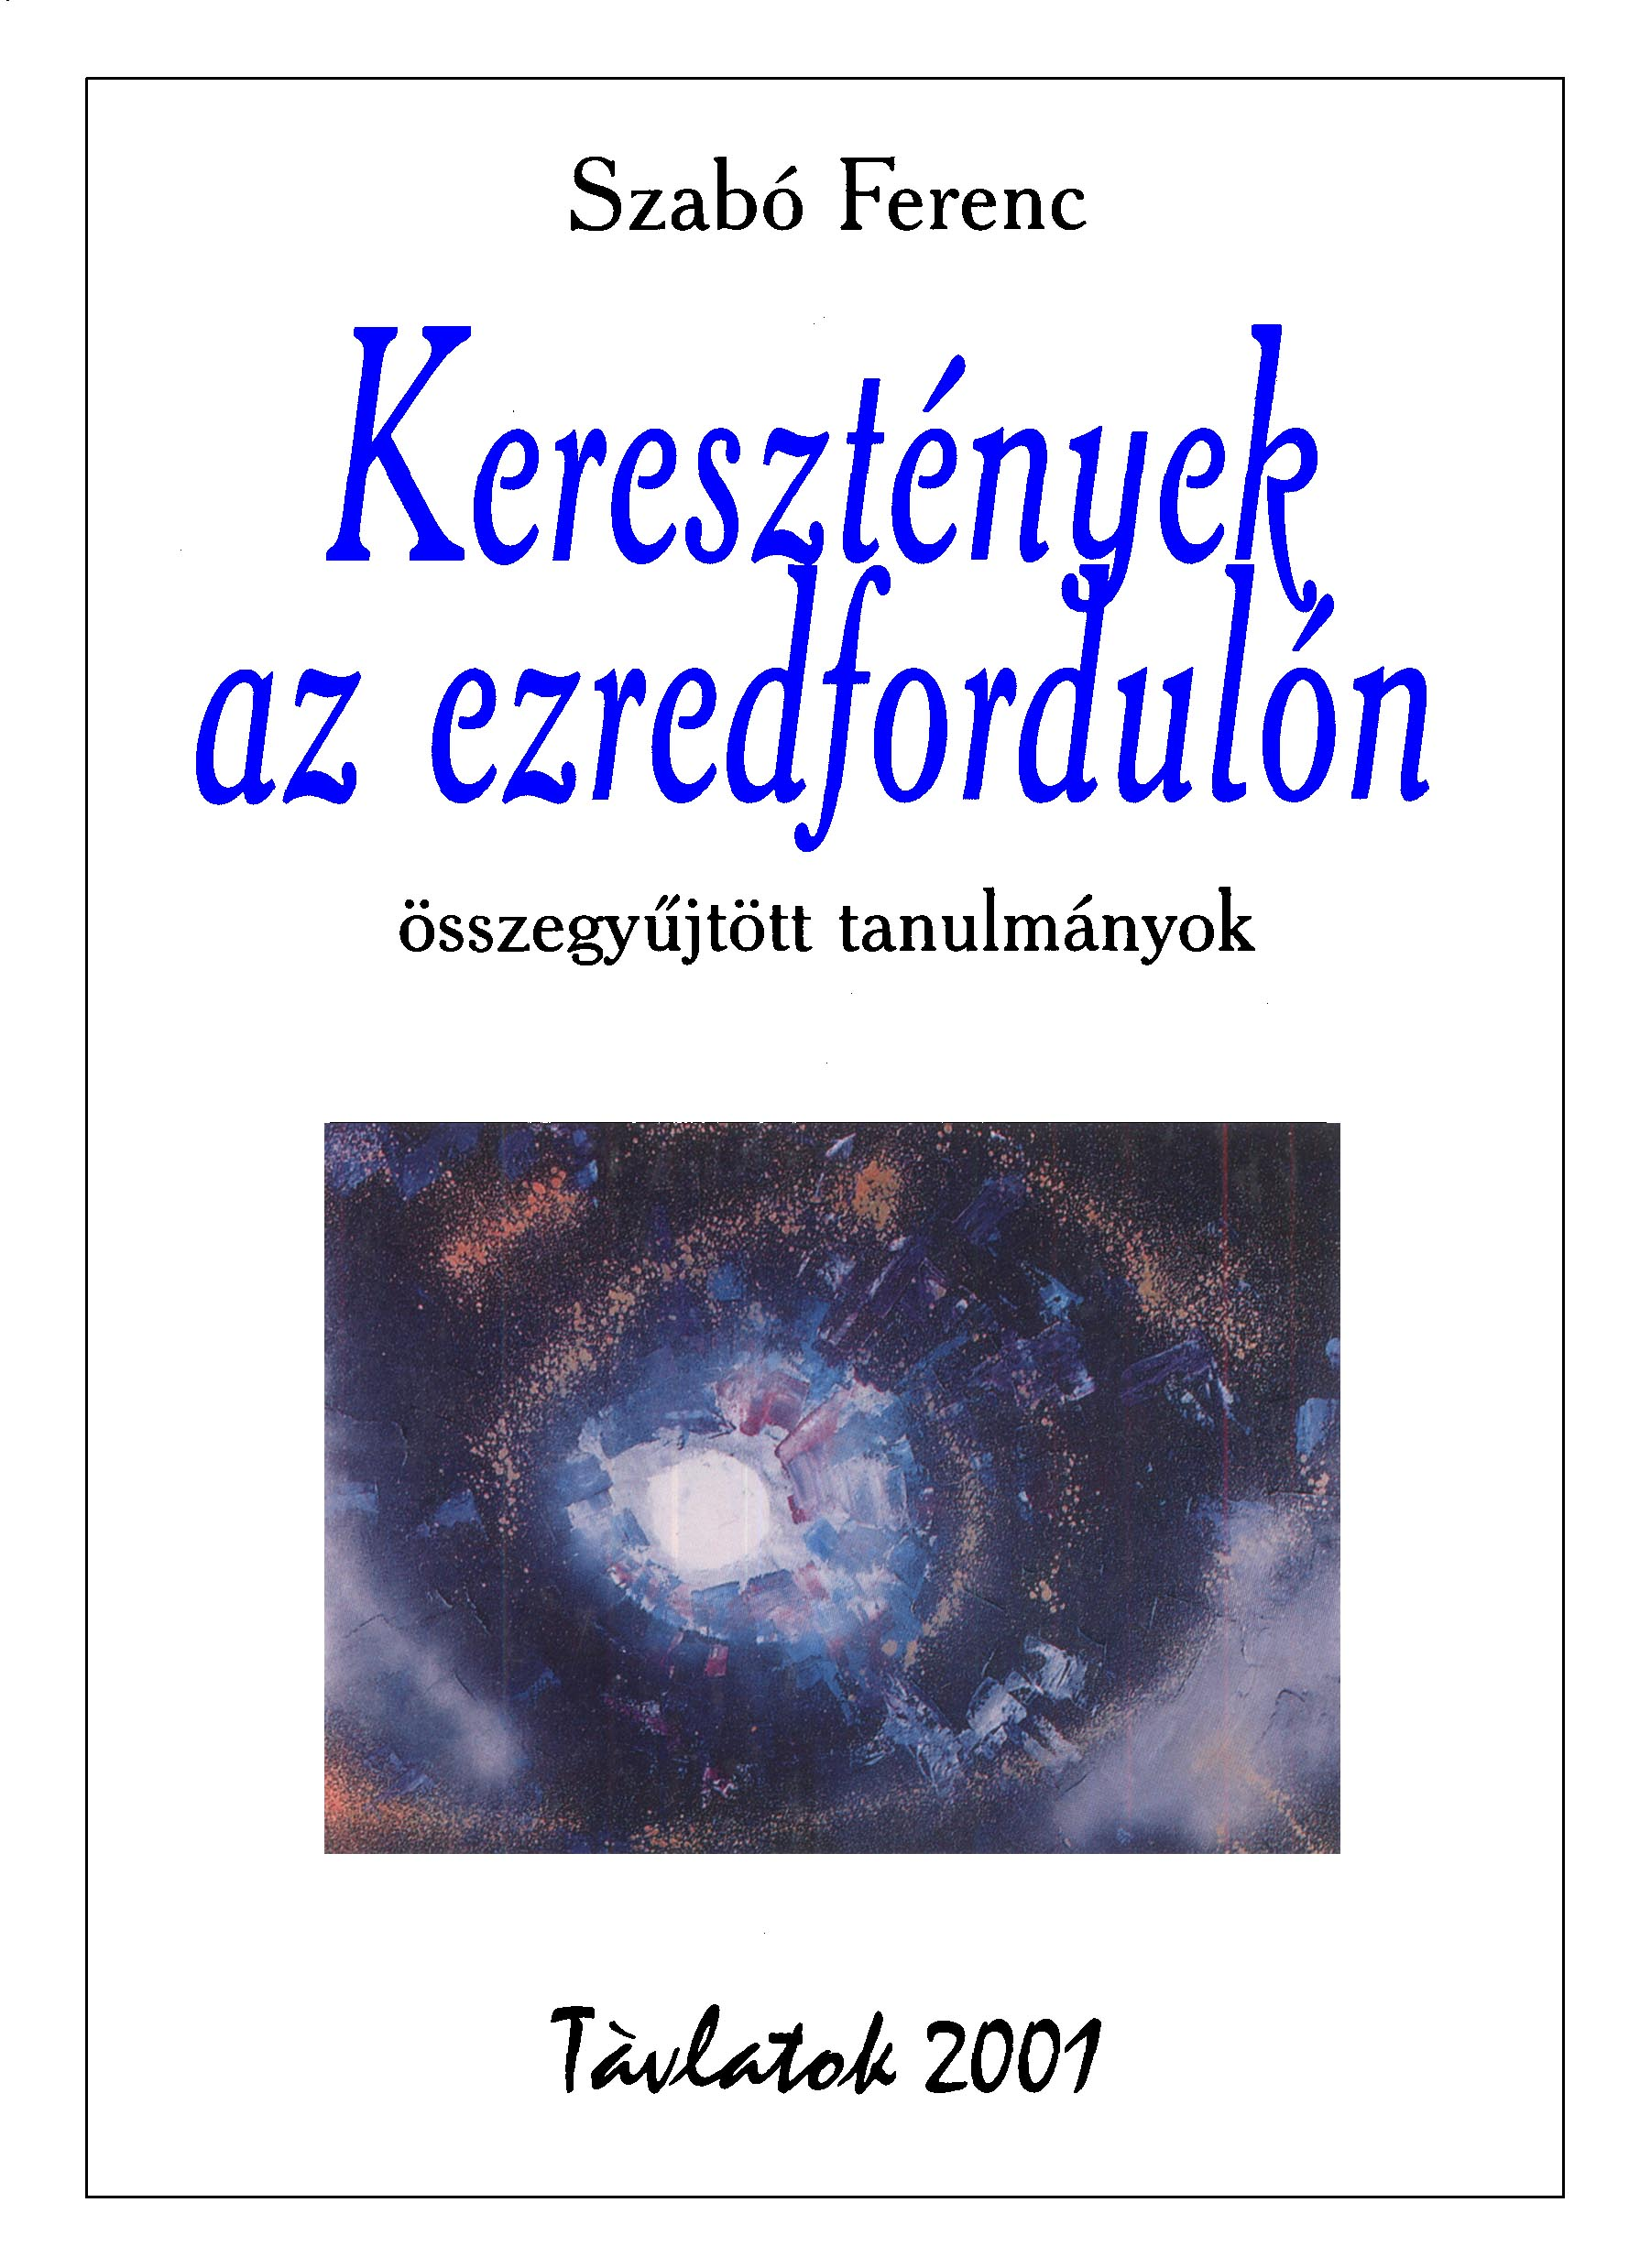 Szabó Ferenc
Keresztények
az ezredfordulón
összegyűjtött tanulmányok
Tàvlatok 2001